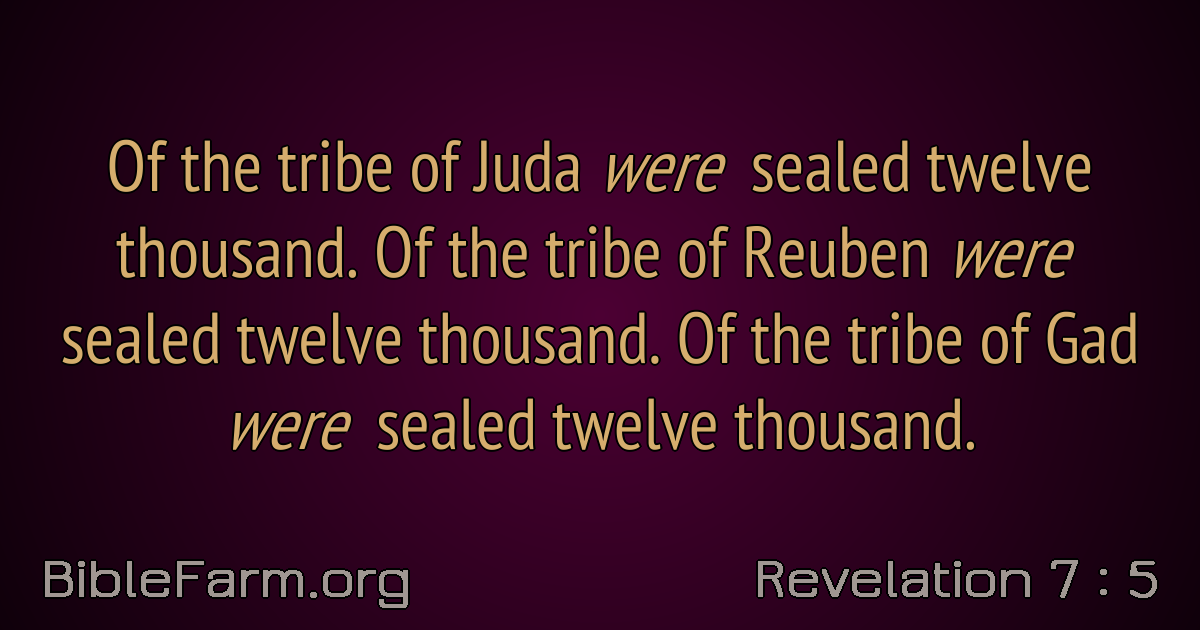 Of the tribe of Juda were sealed twelve
thousand. Of the tribe of Reuben were
sealed twelve thousand. Of the tribe of Gad
were sealed twelve thousand.
BibleFarm.org
Revelation 7 : 5